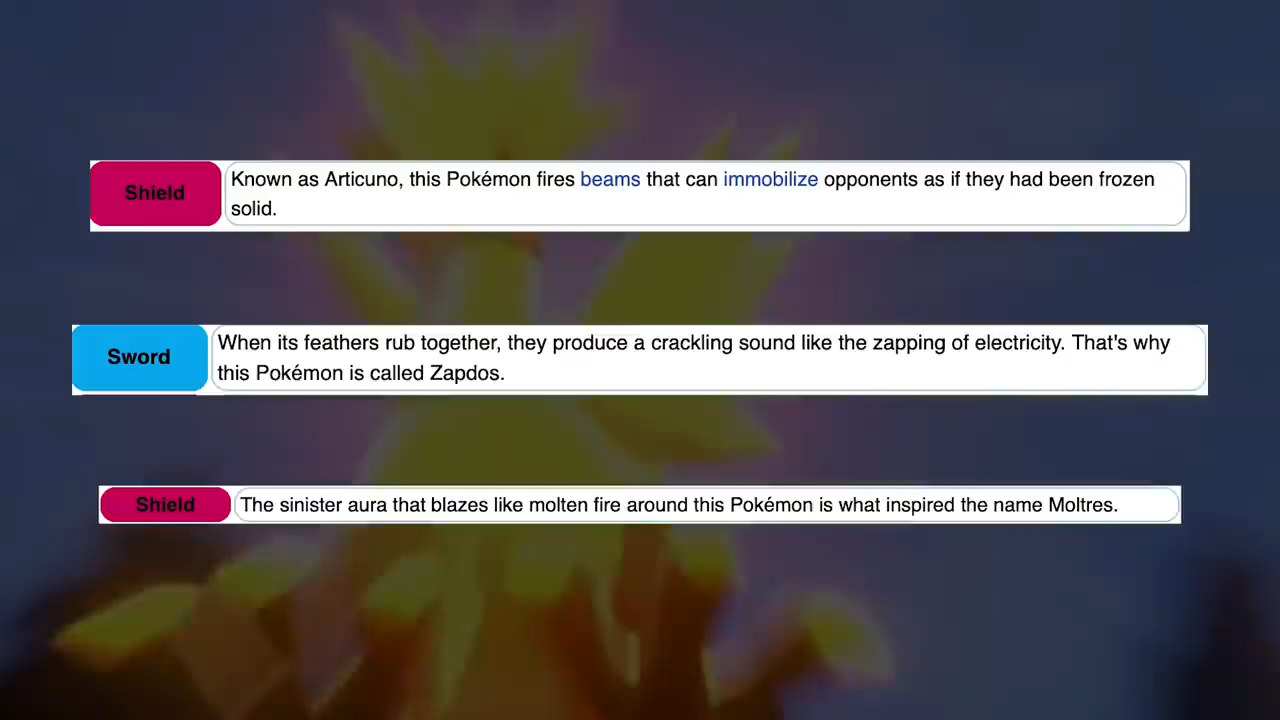 Shield
Known as Articuno, this Pokémon fires beams that can immobilize opponents as if they had been frozen
solid.
Sword
When its feathers rub together, they produce a crackling sound like the zapping of electricity. That's why
this Pokémon is called Zapdos.
Shield
The sinister aura that blazes like molten fire around this Pokémon is what inspired the name Moltres.